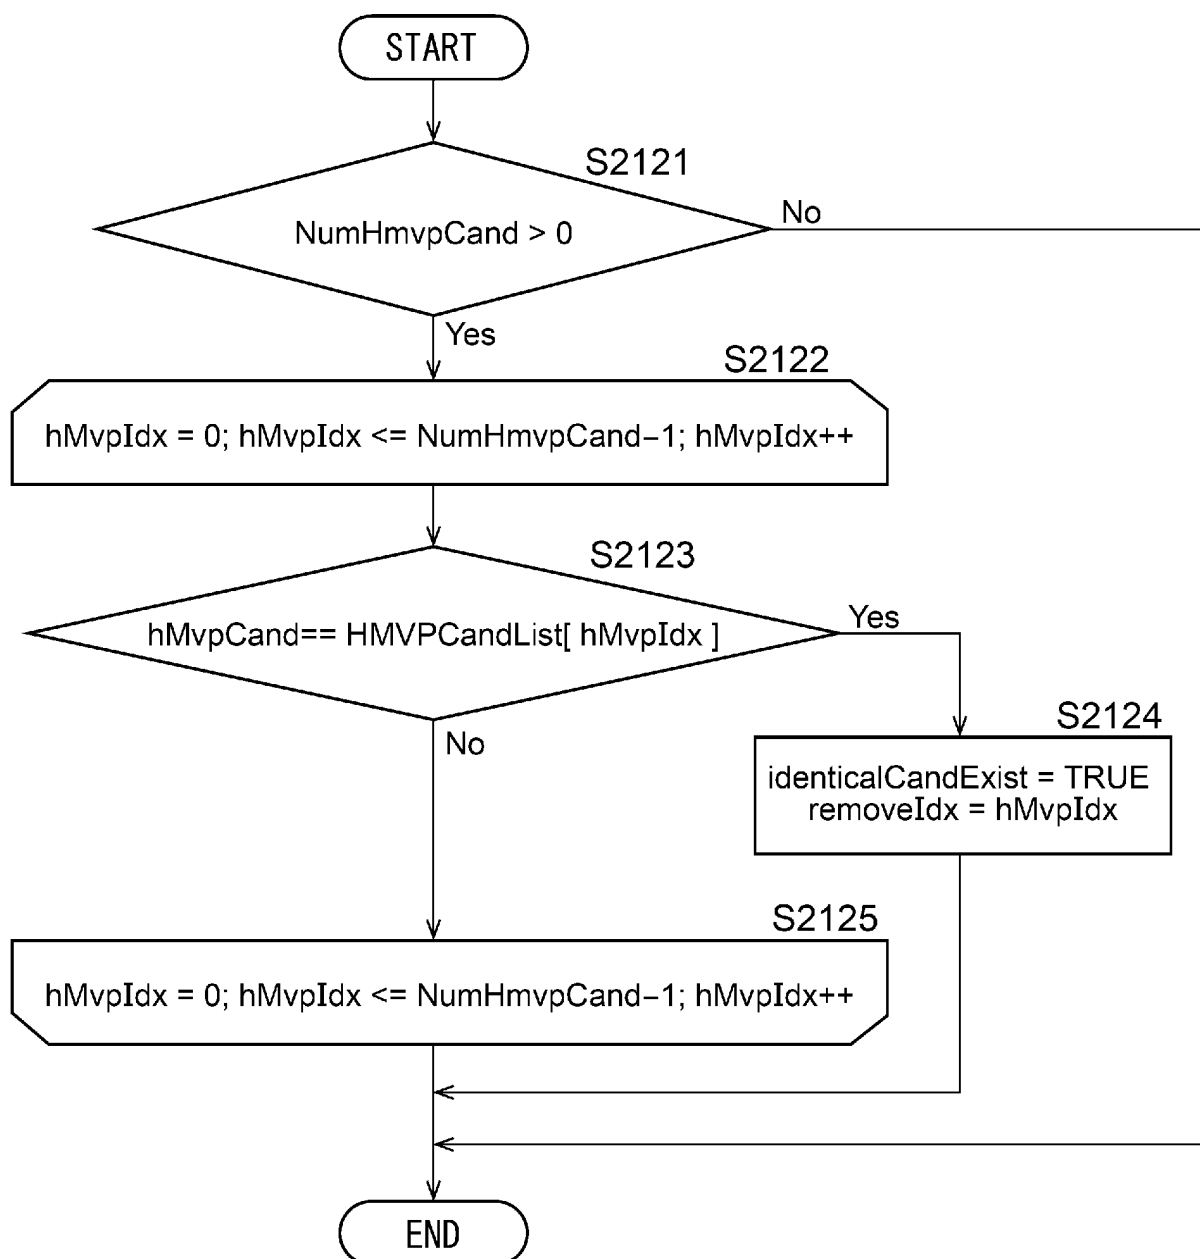 START
S2121
NumHmvpCand > 0
No
Yes
S2122
hMvpIdx = 0; hMvpIdx <= NumHmvpCand–1; hMvpIdx++
S2123
hMvpCand== HMVPCandList[ hMvpIdx ]
Yes
No
S2124
identicalCandExist = TRUE
removeIdx = hMvpIdx
S2125
hMvpIdx = 0; hMvpIdx <= NumHmvpCand–1; hMvpIdx++
END